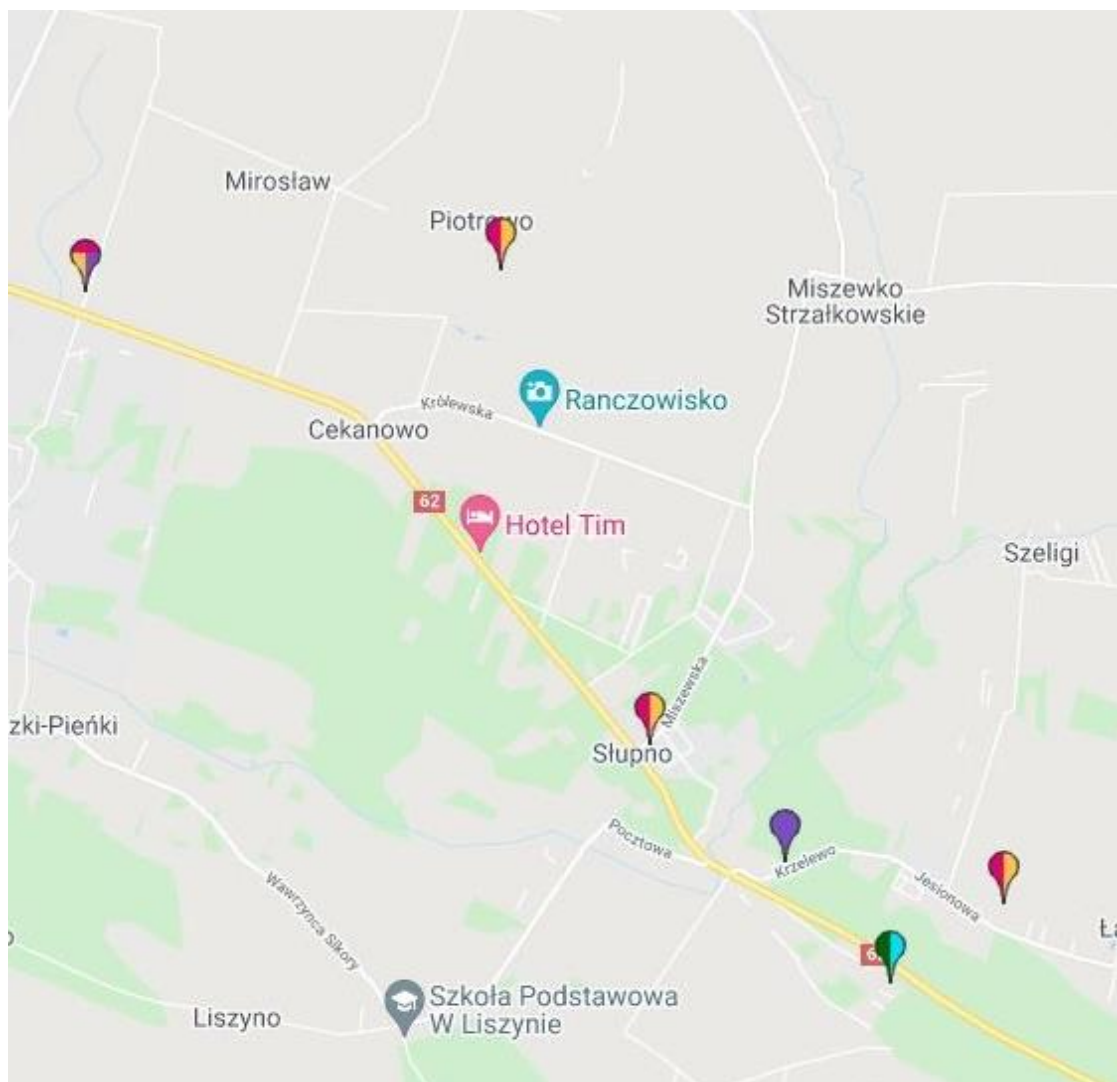 Mirosław
Piotrowo
Miszewko
Strzałkowskie
Królewska
Ranczowisko
Cekanowo
62
Hotel Tim
Szeligi
Miszewska
zki-Pieńki
Słupno
Pocztowa
Krzelewo
Jesionowa
Wawrzyńca Sikory
Szkoła Podstawowa
W Liszynie
Liszyno